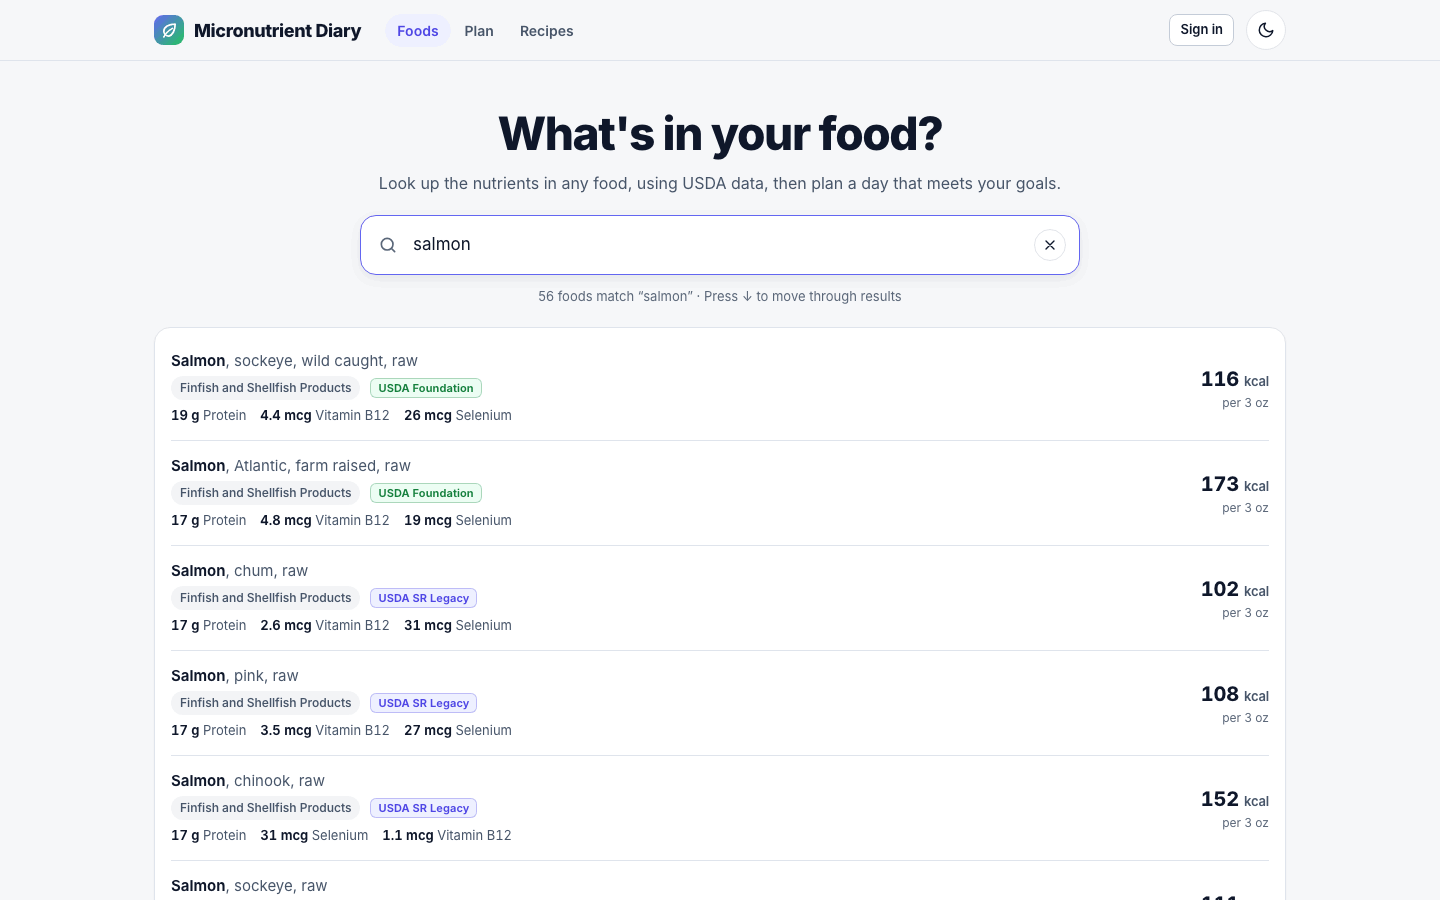 Micronutrient Diary
Foods
Plan
Recipes
Sign in
What's in your food?
Look up the nutrients in any food, using USDA data, then plan a day that meets your goals.
salmon
56 foods match “salmon” · Press ↓ to move through results
Salmon, sockeye, wild caught, raw
Finfish and Shellfish Products USDA Foundation
19 g Protein 4.4 mcg Vitamin B12 26 mcg Selenium
116 kcal
per 3 oz
Salmon, Atlantic, farm raised, raw
Finfish and Shellfish Products USDA Foundation
17 g Protein 4.8 mcg Vitamin B12 19 mcg Selenium
173 kcal
per 3 oz
Salmon, chum, raw
Finfish and Shellfish Products USDA SR Legacy
17 g Protein 2.6 mcg Vitamin B12 31 mcg Selenium
102 kcal
per 3 oz
Salmon, pink, raw
Finfish and Shellfish Products USDA SR Legacy
17 g Protein 3.5 mcg Vitamin B12 27 mcg Selenium
108 kcal
per 3 oz
Salmon, chinook, raw
Finfish and Shellfish Products USDA SR Legacy
17 g Protein 31 mcg Selenium 1.1 mcg Vitamin B12
152 kcal
per 3 oz
Salmon, sockeye, raw